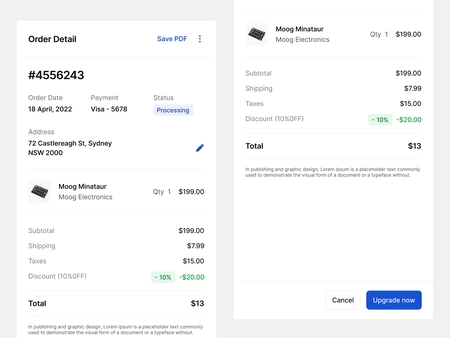 Order Detail
Save PDF
#4556243
Order Date
Payment
Status
18 April, 2022
Visa - 5678
Processing
Address
72 Castlereagh St, Sydney
NSW 2000
Moog Minataur
Moog Electronics
Qty 1 $199.00
Subtotal $199.00
Shipping $7.99
Taxes $15.00
Discount (10%0FF) - 10% -$20.00
Total $13
In publishing and graphic design, Lorem ipsum is a placeholder text commonly
used to demonstrate the visual form of a document or a typeface without.
Moog Minataur
Moog Electronics
Qty 1 $199.00
Subtotal $199.00
Shipping $7.99
Taxes $15.00
Discount (10%0FF) - 10% -$20.00
Total $13
In publishing and graphic design, Lorem ipsum is a placeholder text commonly
used to demonstrate the visual form of a document or a typeface without.
Cancel
Upgrade now